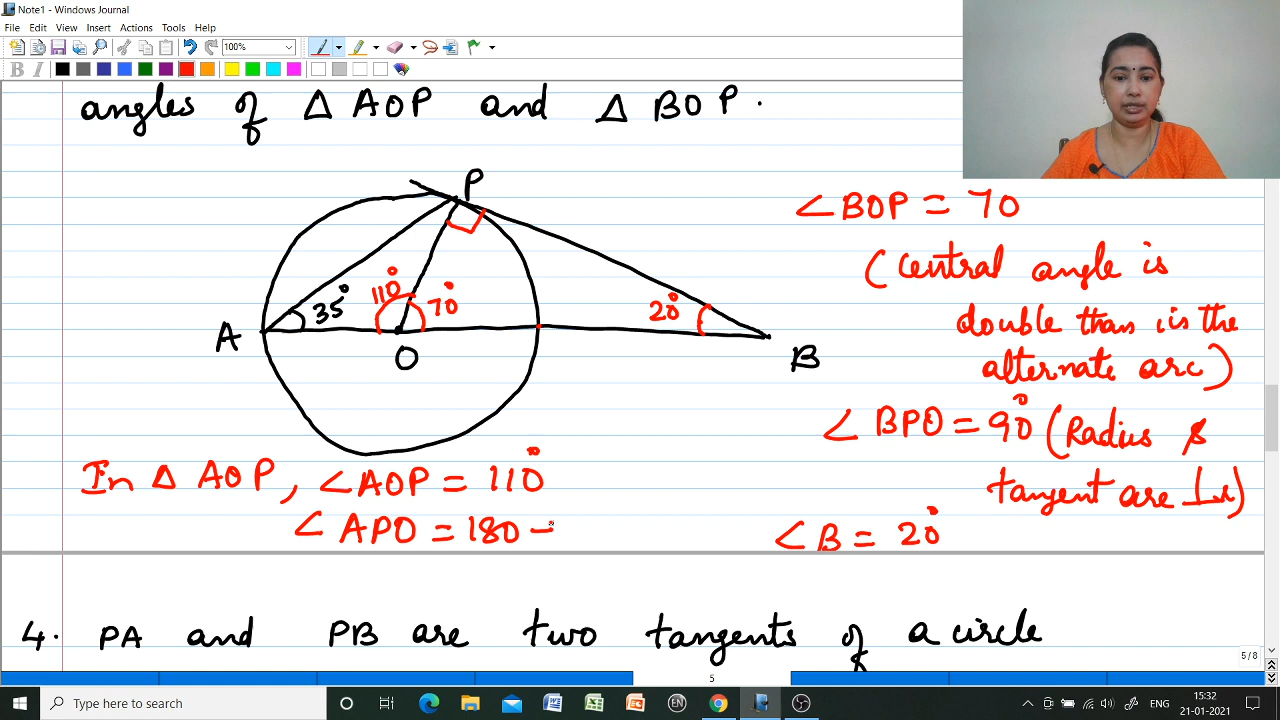 Note1 - Windows Journal
File Edit View Insert Actions Tools Help
100%
B I
angles of △ AOP and △ BOP.
P
35° 110° 70° 20°
A O B
∠BOP = 70
(Central angle is
double than is the
alternate arc)
∠BPO = 90° (Radius &
tangent are ⊥r)
∠B = 20°
In △ AOP, ∠AOP = 110°
∠APO = 180 -
4. PA and PB are two tangents of a circle
5 / 8
5
Type here to search
EN
ENG
15:32
21-01-2021